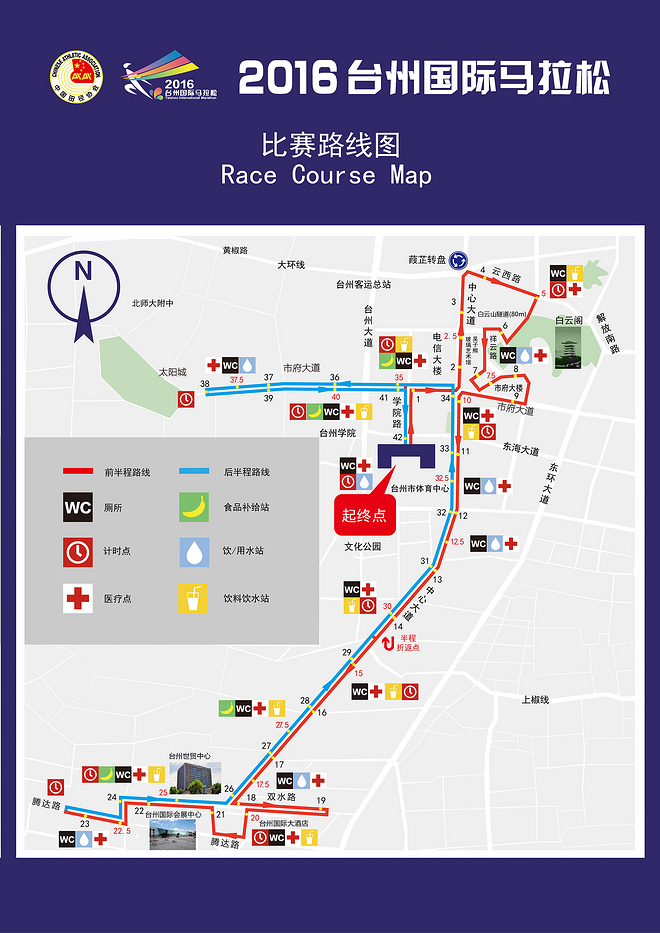 CHINESE ATHLETIC ASSOCIATION
中国田径协会
2016
台州国际马拉松
Taizhou International Marathon
2016台州国际马拉松
比赛路线图
Race Course Map
N
黄椒路
大环线
葭芷转盘
4
云西路
WC
5
北师大附中
台州客运总站
3
中心大道
白云山隧道(80m)
白云阁
解放南路
台州大道
2.5
电信大楼
吴子熊
玻璃艺术馆
祥云路
6
WC
WC
太阳城
WC
市府大道
2
7
7.5
8
38
37.5
37
36
35
市府大楼
39
40
41
学院路
1
34
10
9
市府大道
WC
WC
台州学院
42
33
11
东海大道
WC
台州市体育中心
32.5
WC
东环大道
起终点
32
12
文化公园
12.5
WC
31
13
WC
30
中心大道
14
半程
折返点
29
15
WC
上椒线
28
16
WC
27.5
27
17
台州世贸中心
WC
25
26
17.5
WC
腾达路
24
18
双水路
19
23
22
22.5
台州国际会展中心
21
20
台州国际大酒店
WC
腾达路
WC
前半程路线
后半程路线
WC
厕所
食品补给站
计时点
饮/用水站
医疗点
饮料饮水站